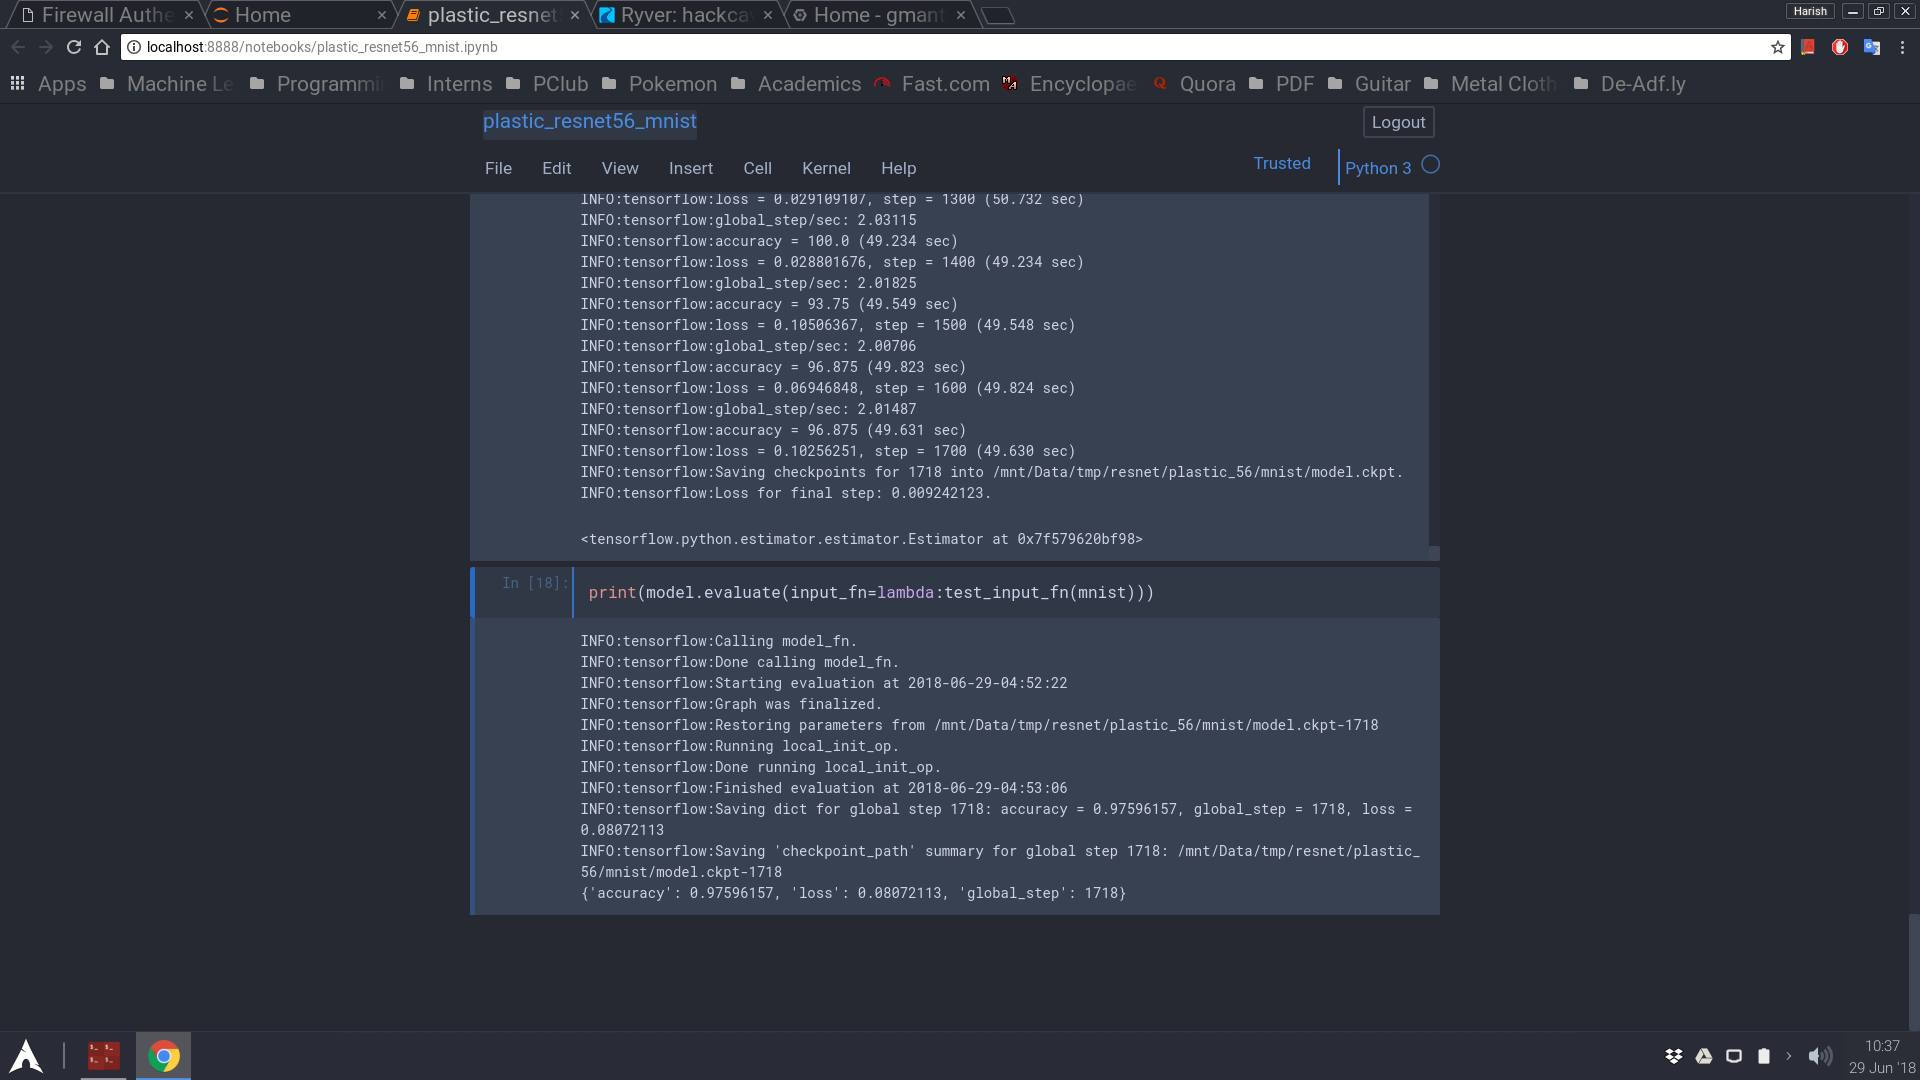 Firewall Authe
Home
plastic_resnet
Ryver: hackca
Home - gmant
Harish
localhost:8888/notebooks/plastic_resnet56_mnist.ipynb
Apps Machine Le Programmi Interns PClub Pokemon Academics Fast.com Encyclopae Quora PDF Guitar Metal Cloth De-Adf.ly
plastic_resnet56_mnist
Logout
File Edit View Insert Cell Kernel Help
Trusted
Python 3
INFO:tensorflow:loss = 0.029109107, step = 1300 (50.732 sec)
INFO:tensorflow:global_step/sec: 2.03115
INFO:tensorflow:accuracy = 100.0 (49.234 sec)
INFO:tensorflow:loss = 0.028801676, step = 1400 (49.234 sec)
INFO:tensorflow:global_step/sec: 2.01825
INFO:tensorflow:accuracy = 93.75 (49.549 sec)
INFO:tensorflow:loss = 0.10506367, step = 1500 (49.548 sec)
INFO:tensorflow:global_step/sec: 2.00706
INFO:tensorflow:accuracy = 96.875 (49.823 sec)
INFO:tensorflow:loss = 0.06946848, step = 1600 (49.824 sec)
INFO:tensorflow:global_step/sec: 2.01487
INFO:tensorflow:accuracy = 96.875 (49.631 sec)
INFO:tensorflow:loss = 0.10256251, step = 1700 (49.630 sec)
INFO:tensorflow:Saving checkpoints for 1718 into /mnt/Data/tmp/resnet/plastic_56/mnist/model.ckpt.
INFO:tensorflow:Loss for final step: 0.009242123.
<tensorflow.python.estimator.estimator.Estimator at 0x7f579620bf98>
In [18]:
print(model.evaluate(input_fn=lambda:test_input_fn(mnist)))
INFO:tensorflow:Calling model_fn.
INFO:tensorflow:Done calling model_fn.
INFO:tensorflow:Starting evaluation at 2018-06-29-04:52:22
INFO:tensorflow:Graph was finalized.
INFO:tensorflow:Restoring parameters from /mnt/Data/tmp/resnet/plastic_56/mnist/model.ckpt-1718
INFO:tensorflow:Running local_init_op.
INFO:tensorflow:Done running local_init_op.
INFO:tensorflow:Finished evaluation at 2018-06-29-04:53:06
INFO:tensorflow:Saving dict for global step 1718: accuracy = 0.97596157, global_step = 1718, loss =
0.08072113
INFO:tensorflow:Saving 'checkpoint_path' summary for global step 1718: /mnt/Data/tmp/resnet/plastic_
56/mnist/model.ckpt-1718
{'accuracy': 0.97596157, 'loss': 0.08072113, 'global_step': 1718}
10:37
29 Jun '18